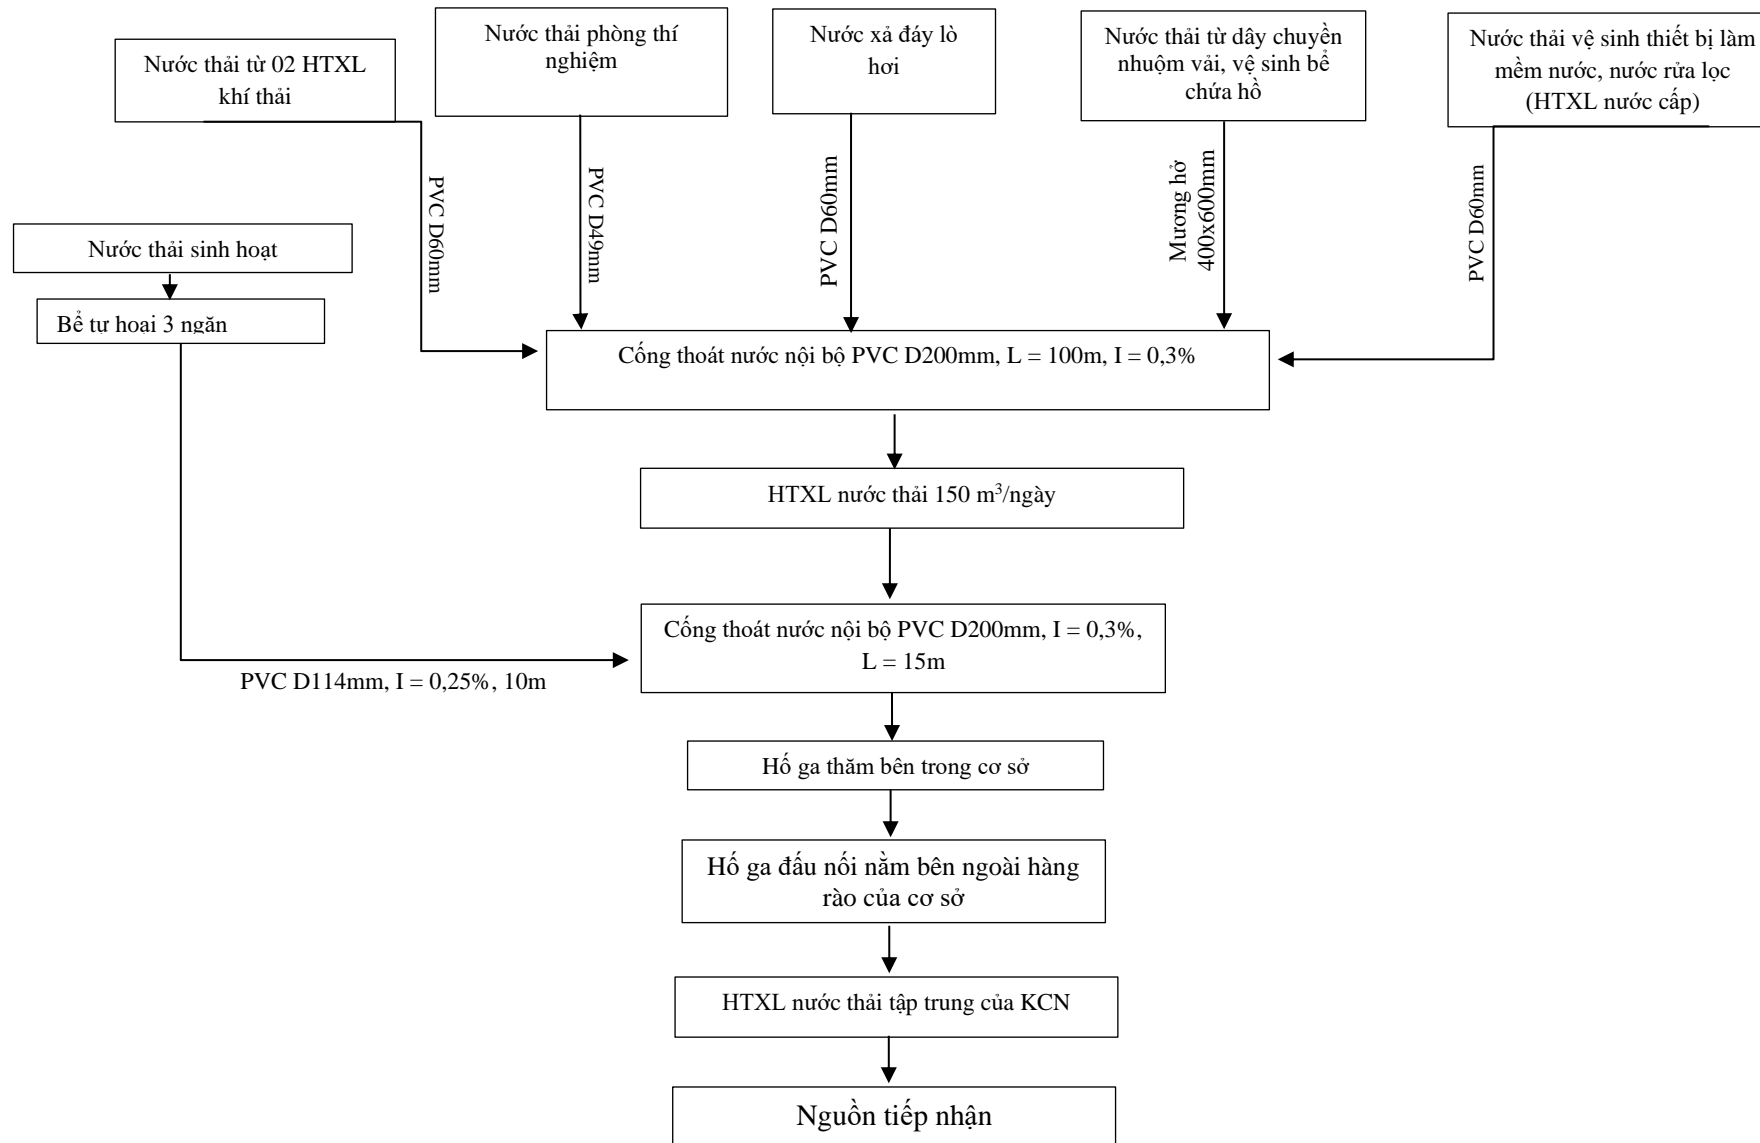 Nước thải từ 02 HTXL
khí thải
Nước thải phòng thí
nghiệm
Nước xả đáy lò
hơi
Nước thải từ dây chuyền
nhuộm vải, vệ sinh bể
chứa hồ
Nước thải vệ sinh thiết bị làm
mềm nước, nước rửa lọc
(HTXL nước cấp)
PVC D60mm
PVC D49mm
PVC D60mm
Mương hở
400x600mm
PVC D60mm
Nước thải sinh hoạt
Bể tự hoại 3 ngăn
Cống thoát nước nội bộ PVC D200mm, L = 100m, I = 0,3%
HTXL nước thải 150 m³/ngày
Cống thoát nước nội bộ PVC D200mm, I = 0,3%,
L = 15m
PVC D114mm, I = 0,25%, 10m
Hố ga thăm bên trong cơ sở
Hố ga đấu nối nằm bên ngoài hàng
rào của cơ sở
HTXL nước thải tập trung của KCN
Nguồn tiếp nhận